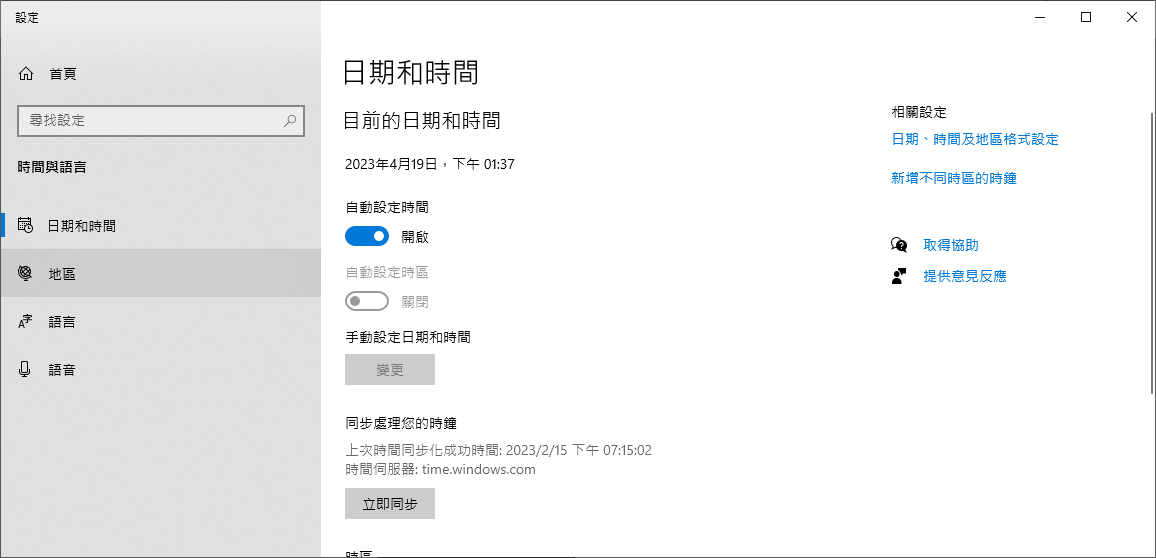 設定
首頁
尋找設定
時間與語言
日期和時間
地區
語言
語音
日期和時間
目前的日期和時間
2023年4月19日，下午 01:37
自動設定時間
開啟
自動設定時區
關閉
手動設定日期和時間
變更
同步處理您的時鐘
上次時間同步化成功時間: 2023/2/15 下午 07:15:02
時間伺服器: time.windows.com
立即同步
時區
相關設定
日期、時間及地區格式設定
新增不同時區的時鐘
取得協助
提供意見反應